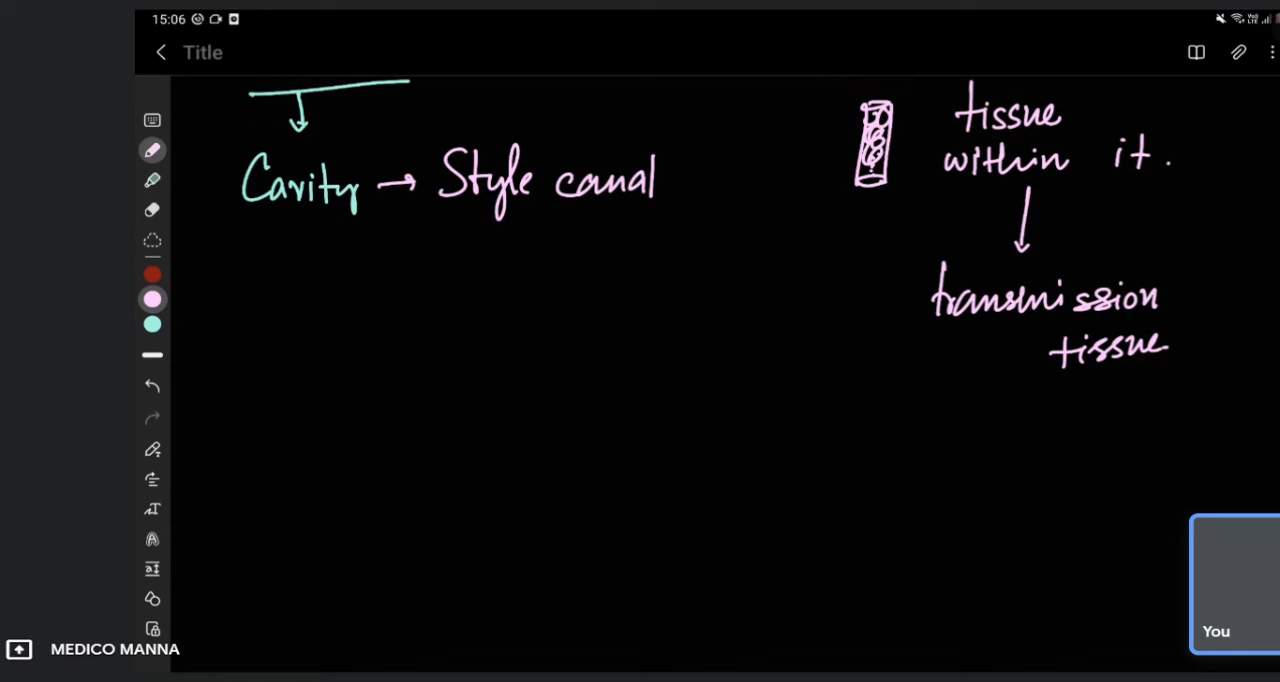 15:06
Title
Cavity → Style canal
tissue
within it.
transmission
tissue
MEDICO MANNA
You